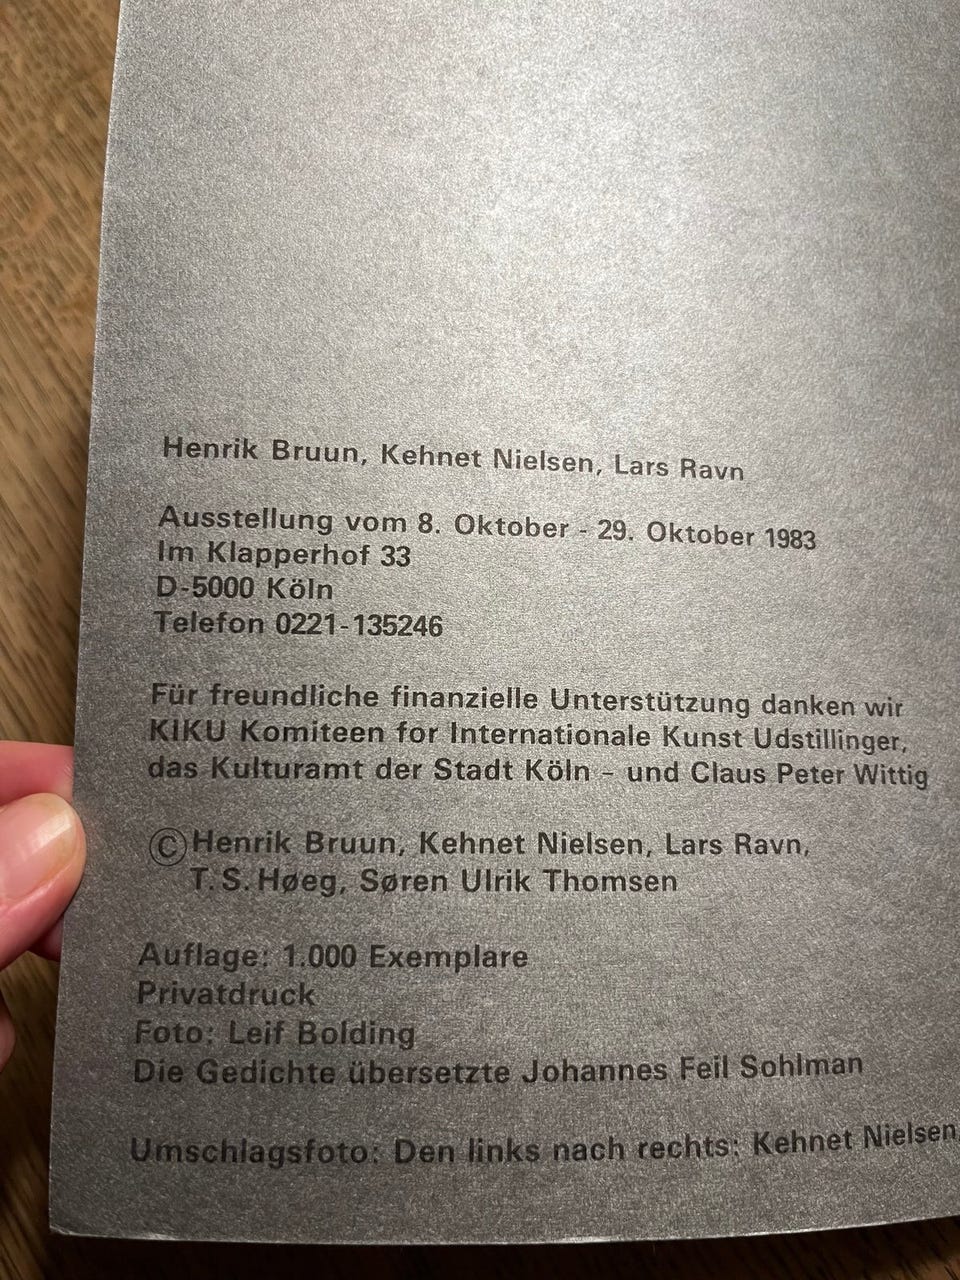 Henrik Bruun, Kehnet Nielsen, Lars Ravn
Ausstellung vom 8. Oktober - 29. Oktober 1983
Im Klapperhof 33
D-5000 Köln
Telefon 0221-135246
Für freundliche finanzielle Unterstützung danken wir
KIKU Komiteen for Internationale Kunst Udstillinger,
das Kulturamt der Stadt Köln – und Claus Peter Wittig
© Henrik Bruun, Kehnet Nielsen, Lars Ravn,
T. S. Høeg, Søren Ulrik Thomsen
Auflage: 1.000 Exemplare
Privatdruck
Foto: Leif Bolding
Die Gedichte übersetzte Johannes Feil Sohlman
Umschlagsfoto: Den links nach rechts: Kehnet Nielsen,